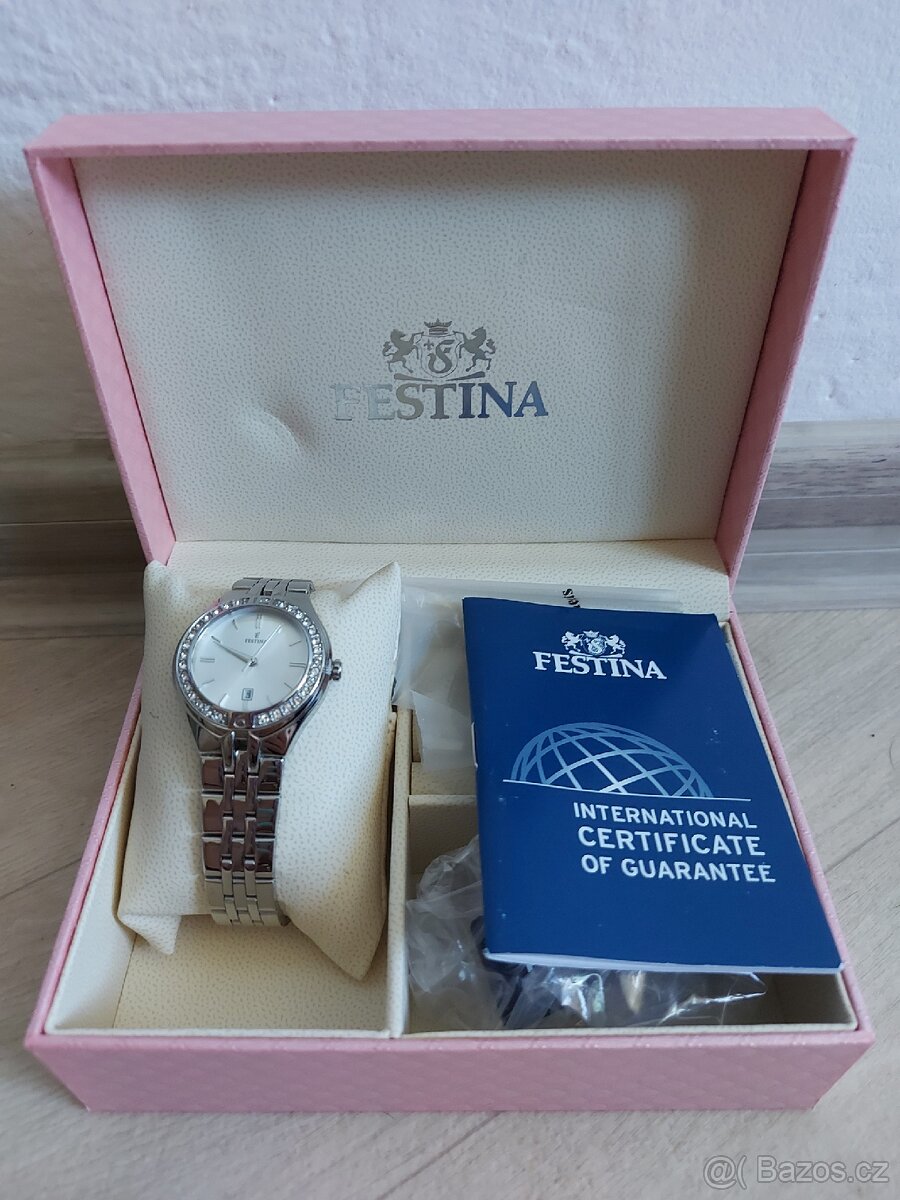 FESTINA
FESTINA
FESTINA
INTERNATIONAL
CERTIFICATE
OF GUARANTEE
@( Bazos.cz